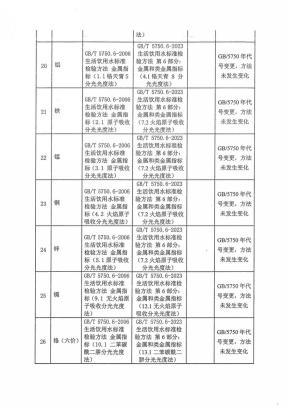 法）
20
铝
GB/T 5750.6-2006
生活饮用水标准
检验方法 金属指
标（1.1 铬天青S
分光光度法）
GB/T 5750.6-2023
生活饮用水标准检
验方法 第6部分：
金属和类金属指标
（4.1 铬天青 S 分
光光度法）
GB/5750 年代
号变更，方法
未发生变化
21
铁
GB/T 5750.6-2006
生活饮用水标准
检验方法 金属指
标（2.1 原子吸收
分光光度法）
GB/T 5750.6-2023
生活饮用水标准检
验方法 第6部分：
金属和类金属指标
（7.2 火焰原子吸收
分光光度法）
GB/5750 年代
号变更，方法
未发生变化
22
锰
GB/T 5750.6-2006
生活饮用水标准
检验方法 金属指
标（3.1 原子吸收
分光光度法）
GB/T 5750.6-2023
生活饮用水标准检
验方法 第6部分：
金属和类金属指标
（7.2 火焰原子吸收
分光光度法）
GB/5750 年代
号变更，方法
未发生变化
23
铜
GB/T 5750.6-2006
生活饮用水标准
检验方法 金属指
标（4.2 火焰原子
吸收分光光度法）
GB/T 5750.6-2023
生活饮用水标准检
验方法 第6部分：
金属和类金属指标
（7.2 火焰原子吸收
分光光度法）
GB/5750 年代
号变更，方法
未发生变化
24
锌
GB/T 5750.6-2006
生活饮用水标准
检验方法 金属指
标（5.1 原子吸收
分光光度法）
GB/T 5750.6-2023
生活饮用水标准检
验方法 第6部分：
金属和类金属指标
（7.2 火焰原子吸收
分光光度法）
GB/5750 年代
号变更，方法
未发生变化
25
镉
GB/T 5750.6-2006
生活饮用水标准
检验方法 金属指
标（9.1 无火焰原
子吸收分光光度
法）
GB/T 5750.6-2023
生活饮用水标准检
验方法 第6部分：
金属和类金属指标
（12.1 无火焰原子吸
收分光光度法）
GB/5750 年代
号变更，方法
未发生变化
26
铬（六价）
GB/T 5750.6-2006
生活饮用水标准
检验方法 金属指
标（10.1 二苯碳
酰二肼分光光度
法）
GB/T 5750.6-2023
生活饮用水标准检
验方法 第6部分：
金属和类金属指标
（13.1 二苯碳酰二
肼分光光度法）
GB/5750 年代
号变更，方法
未发生变化